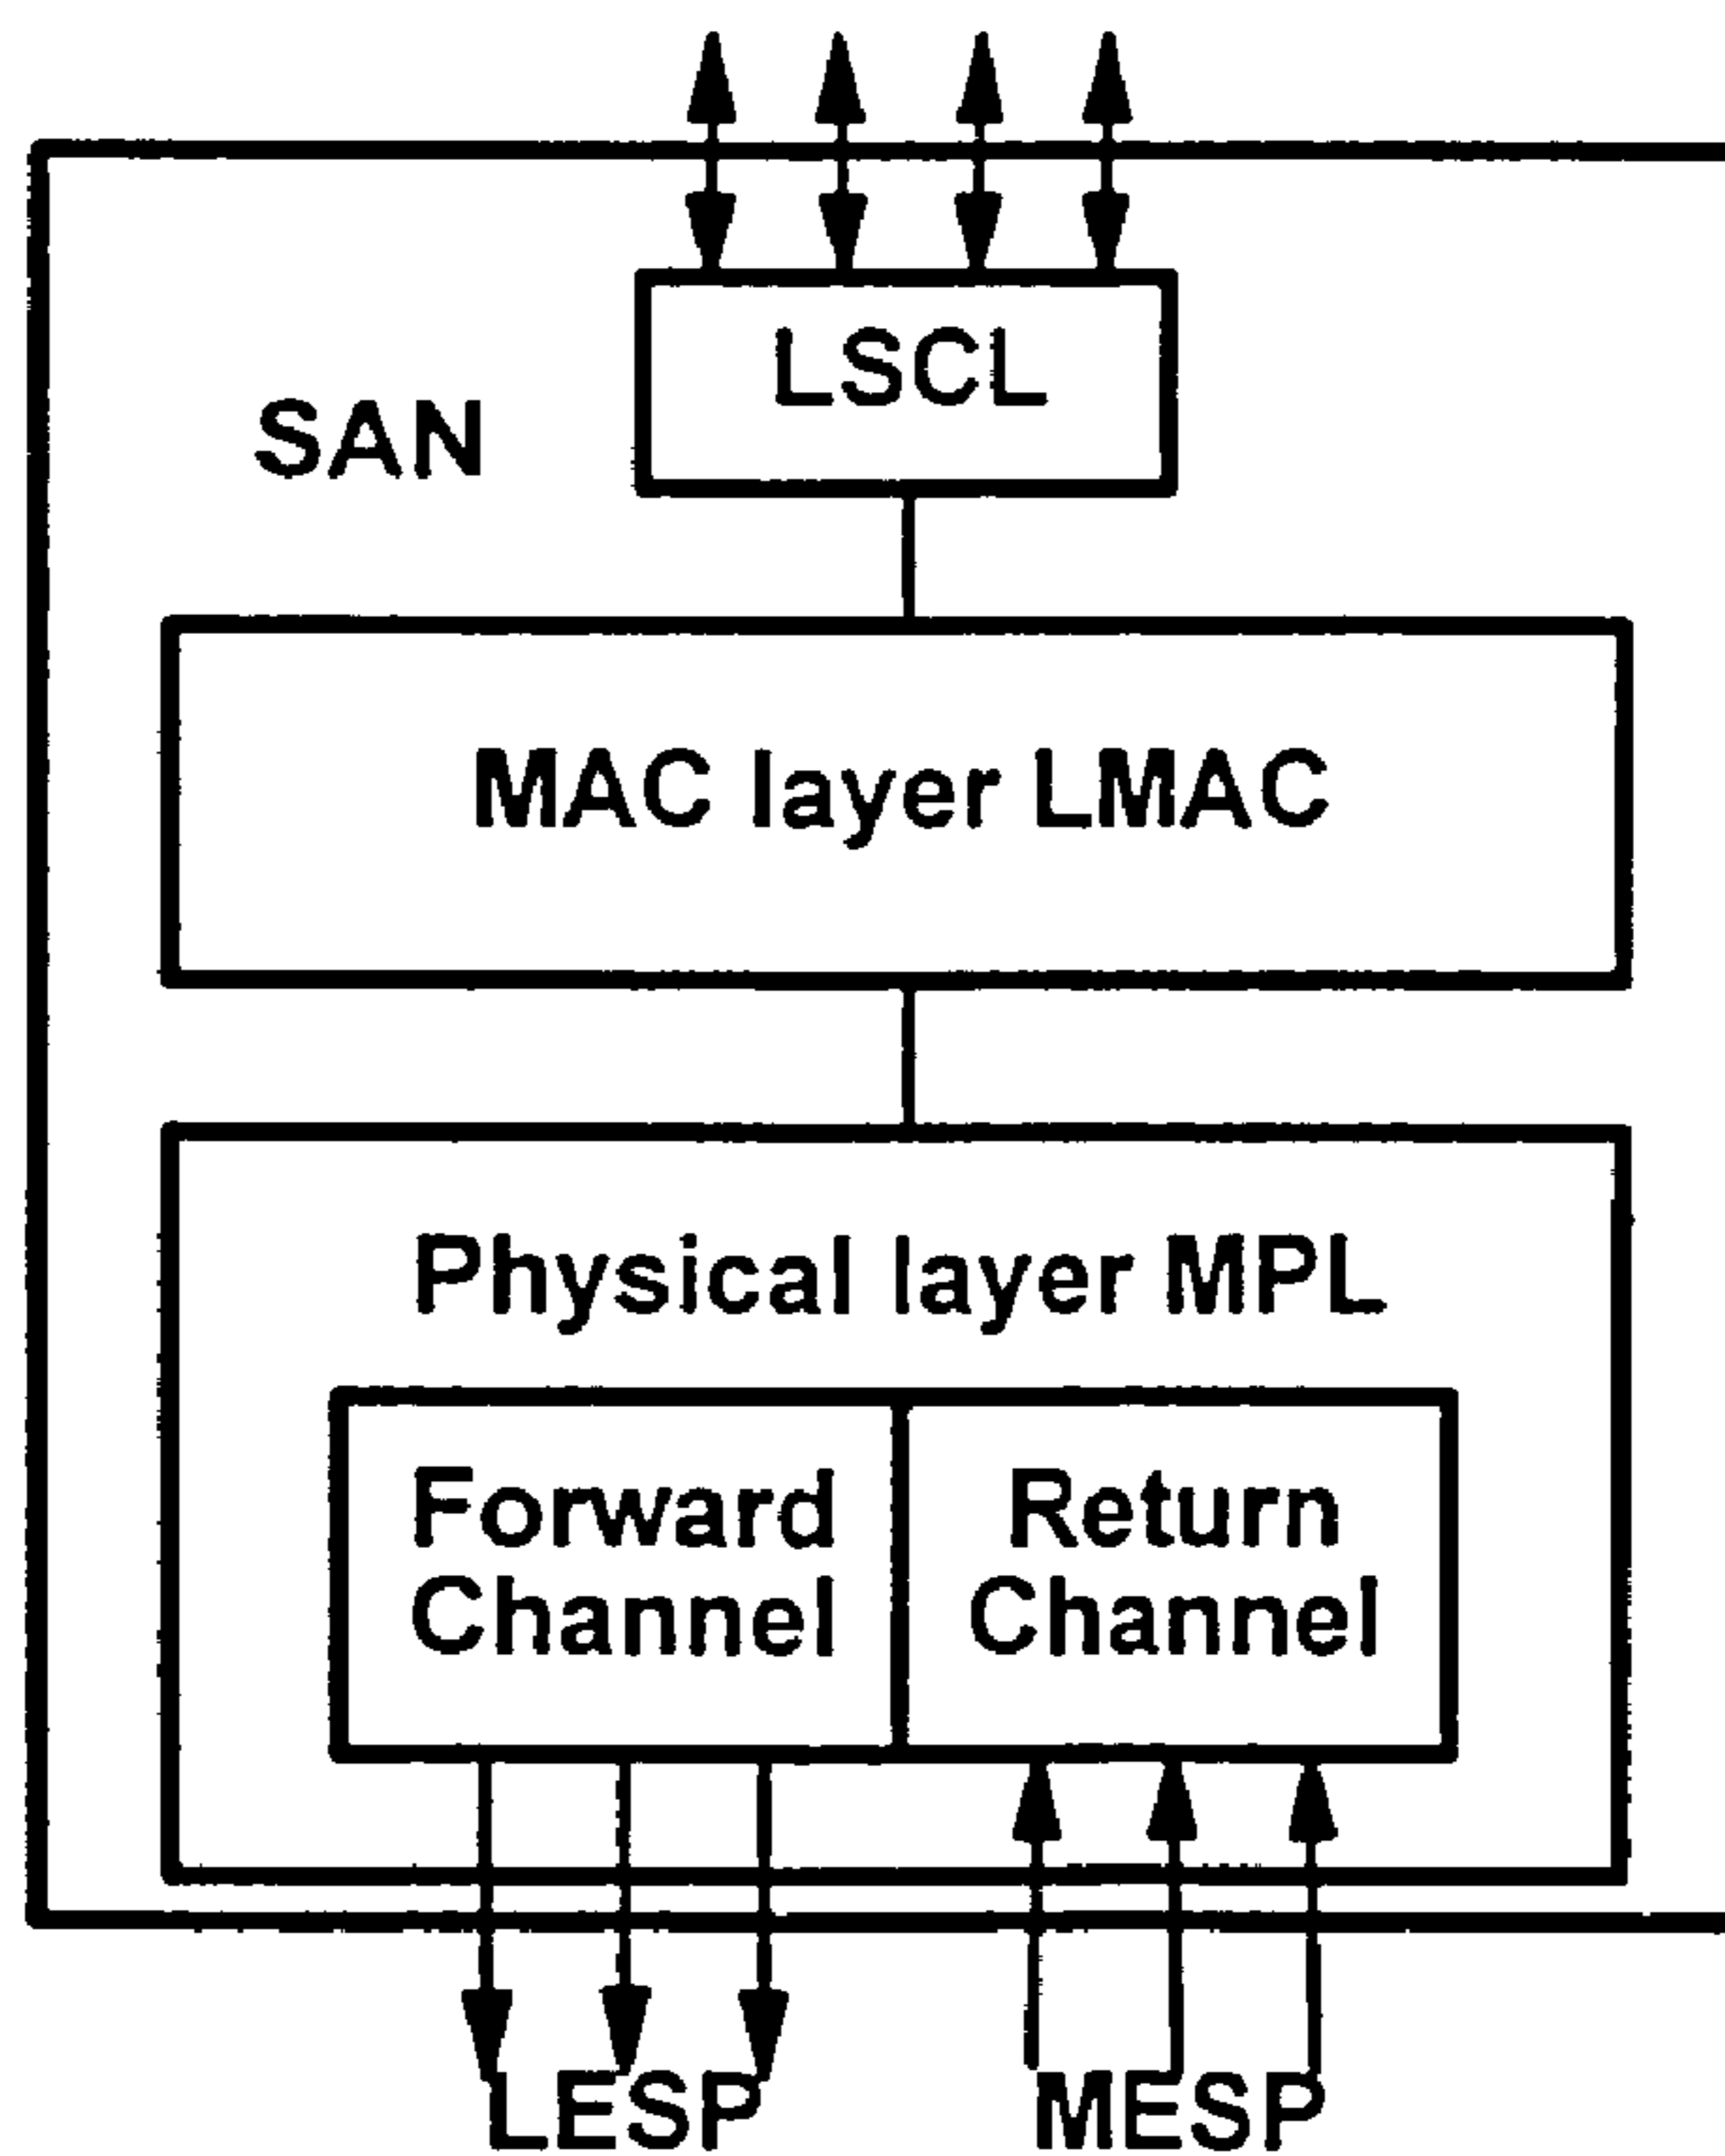 LSCL
SAN
MAC layer LMAC
Physical layer MPL
Forward
Channel
Return
Channel
LESP
MESP